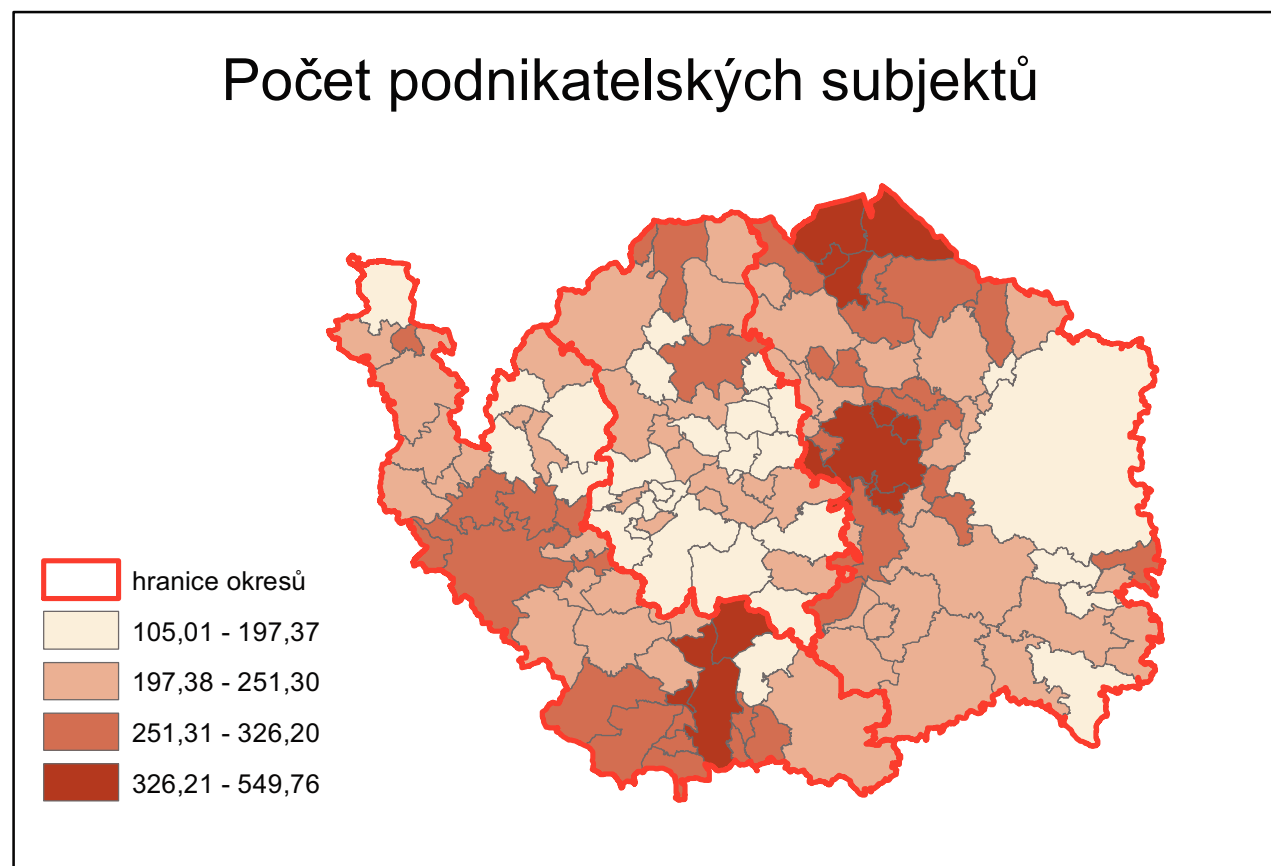 Počet podnikatelských subjektů
hranice okresů
105,01 - 197,37
197,38 - 251,30
251,31 - 326,20
326,21 - 549,76